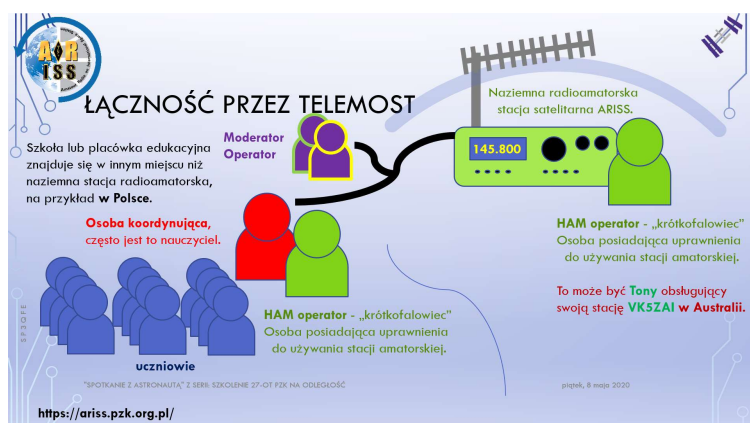 A R
ISS
ŁĄCZNOŚĆ PRZEZ TELEMOST
Szkoła lub placówka edukacyjna
znajduje się w innym miejscu niż
naziemna stacja radioamatorska,
na przykład w Polsce.
Moderator
Operator
Naziemna radioamatorska
stacja satelitarna ARISS.
145.800
Osoba koordynująca,
często jest to nauczyciel.
HAM operator - „krótkofalowiec”
Osoba posiadająca uprawnienia
do używania stacji amatorskiej.
To może być Tony obsługujący
swoją stację VK5ZAI w Australii.
HAM operator - „krótkofalowiec”
Osoba posiadająca uprawnienia
do używania stacji amatorskiej.
uczniowie
SP3QFE
"SPOTKANIE Z ASTRONAUTĄ" Z SERII: SZKOLENIE 27-OT PZK NA ODLEGŁOŚĆ
piątek, 8 maja 2020
https://ariss.pzk.org.pl/